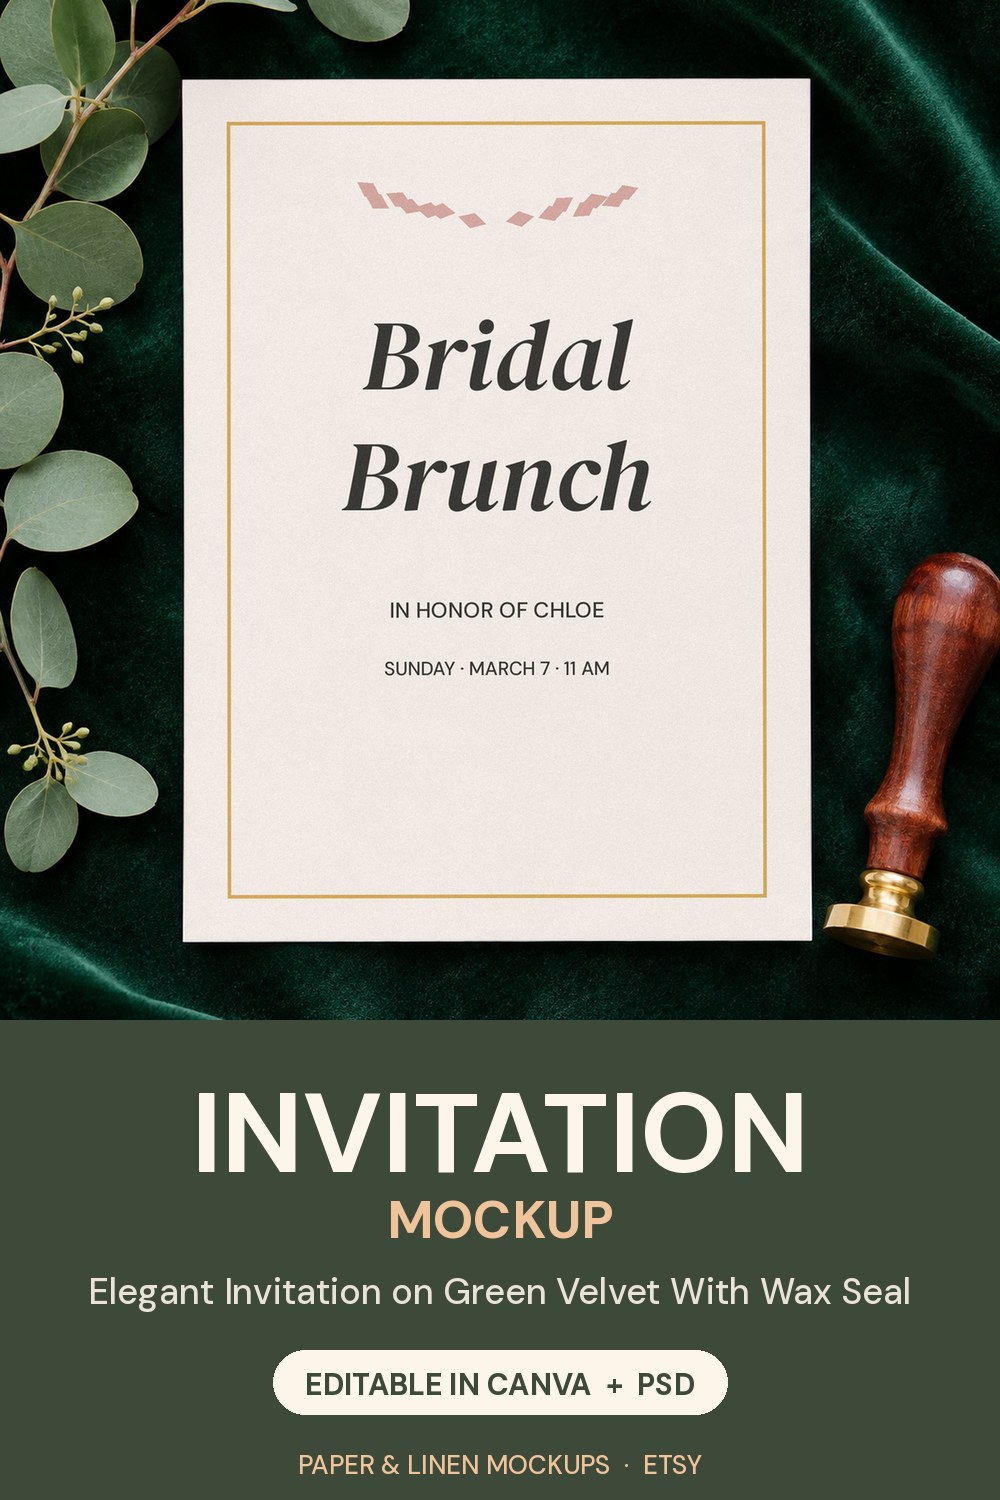 Bridal
Brunch
IN HONOR OF CHLOE
SUNDAY · MARCH 7 · 11 AM
INVITATION
MOCKUP
Elegant Invitation on Green Velvet With Wax Seal
EDITABLE IN CANVA + PSD
PAPER & LINEN MOCKUPS · ETSY